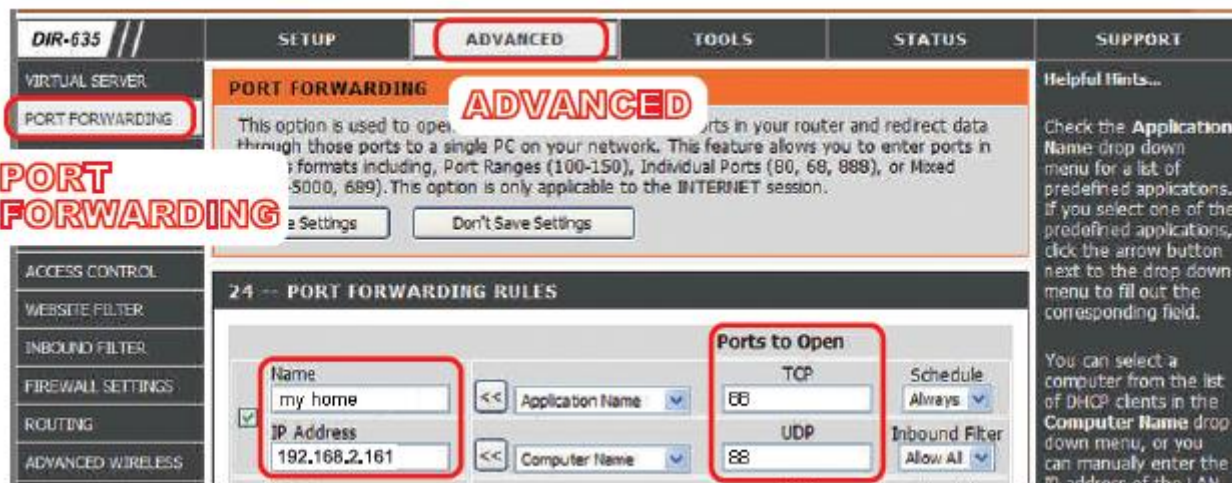 DIR-635
SETUP
ADVANCED
TOOLS
STATUS
SUPPORT
VIRTUAL SERVER
PORT FORWARDING
PORT
FORWARDING
ACCESS CONTROL
WEBSITE FILTER
INBOUND FILTER
FIREWALL SETTINGS
ROUTING
ADVANCED WIRELESS
PORT FORWARDING
ADVANCED
This option is used to rts in your router and redirect data
through those ports to a single PC on your network. This feature allows you to enter ports in
s formats including, Port Ranges (100-150), Individual Ports (80, 68, 888), or Mixed
-5000, 689). This option is only applicable to the INTERNET session.
e Settings
Don't Save Settings
24 -- PORT FORWARDING RULES
Ports to Open
Name
my home
<<
Application Name
TCP
88
Schedule
Always
IP Address
192.168.2.161
<<
Computer Name
UDP
88
Inbound Filter
Allow All
Helpful Hints...
Check the Application
Name drop down
menu for a list of
predefined applications.
If you select one of the
predefined applications,
click the arrow button
next to the drop down
menu to fill out the
corresponding field.
You can select a
computer from the list
of DHCP clients in the
Computer Name drop
down menu, or you
can manually enter the
IP address of the LAN